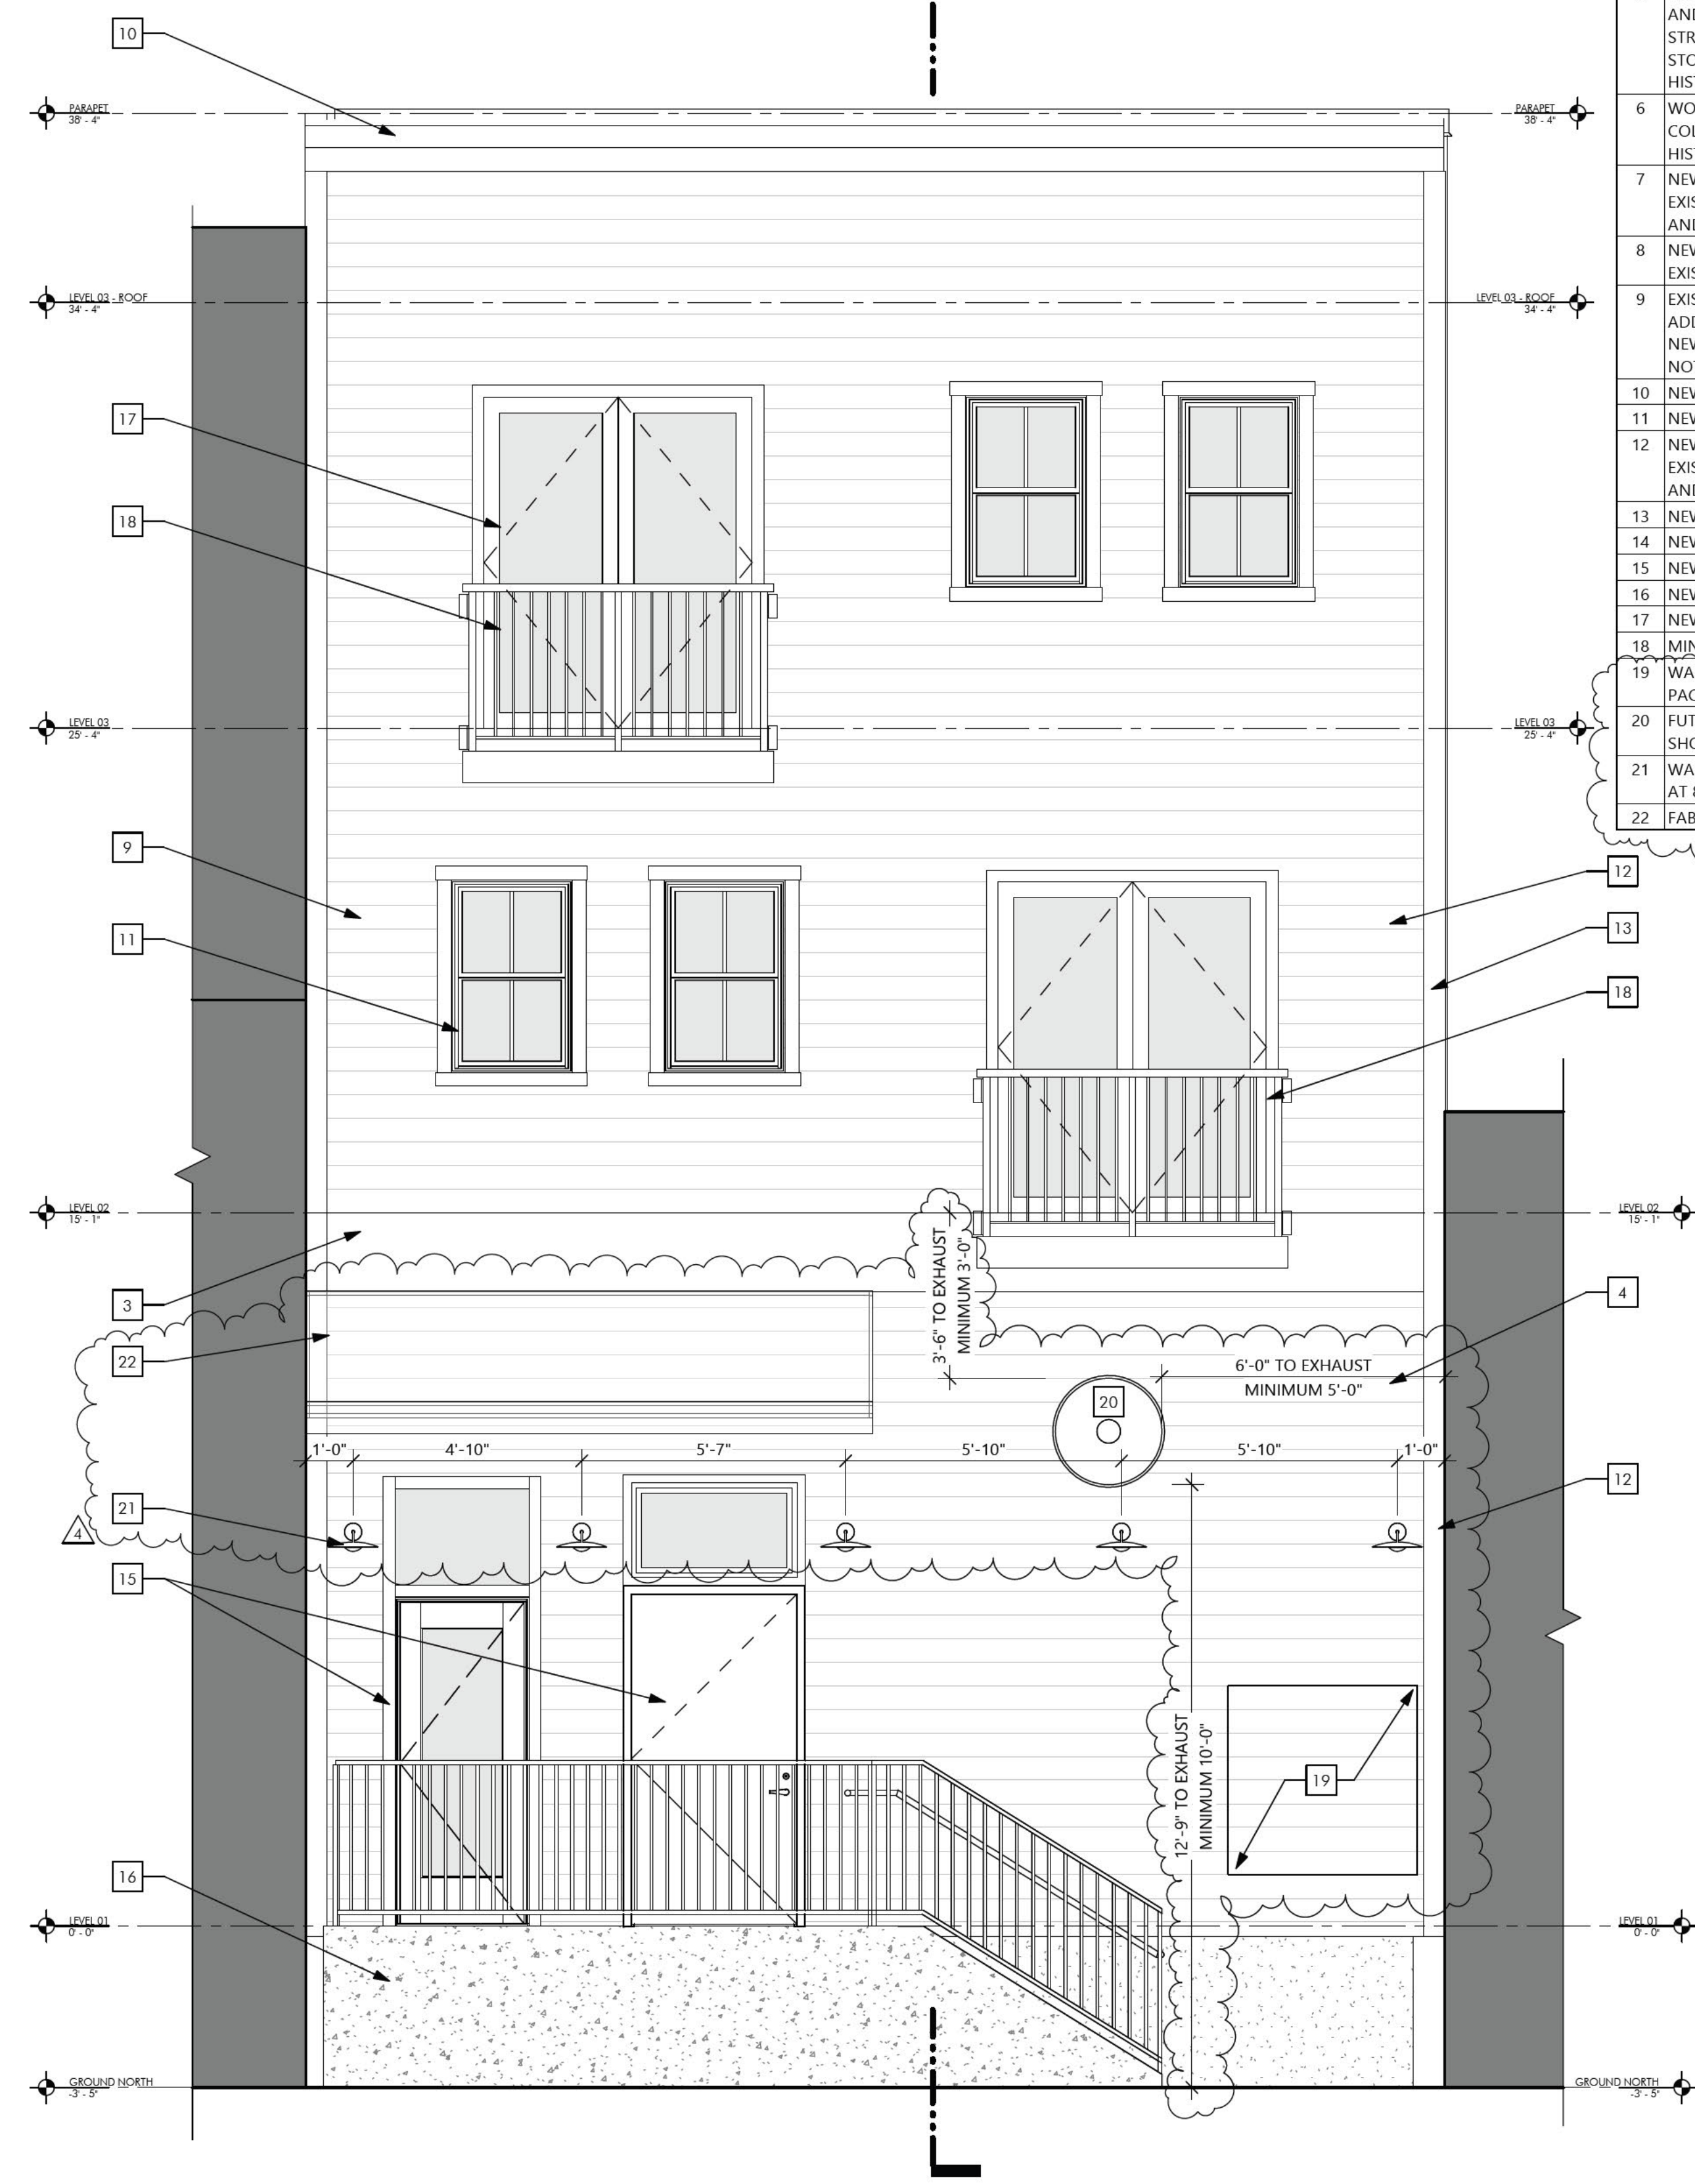 10
PARAPET
38' - 4"
PARAPET
38' - 4"
LEVEL 03 - ROOF
34' - 4"
LEVEL 03 - ROOF
34' - 4"
17
18
LEVEL 03
25' - 4"
LEVEL 03
25' - 4"
9
11
12
13
18
LEVEL 02
15' - 1"
LEVEL 02
15' - 1"
3
22
4
3'-6" TO EXHAUST
MINIMUM 3'-0"
6'-0" TO EXHAUST
MINIMUM 5'-0"
20
1'-0"
4'-10"
5'-7"
5'-10"
5'-10"
1'-0"
12
21
4
15
12'-9" TO EXHAUST
MINIMUM 10'-0"
19
16
LEVEL 01
0' - 0"
LEVEL 01
0' - 0"
GROUND NORTH
-3' - 5"
GROUND NORTH
-3' - 5"
6
7
8
9
10
11
12
13
14
15
16
17
18
19
20
21
AT
22